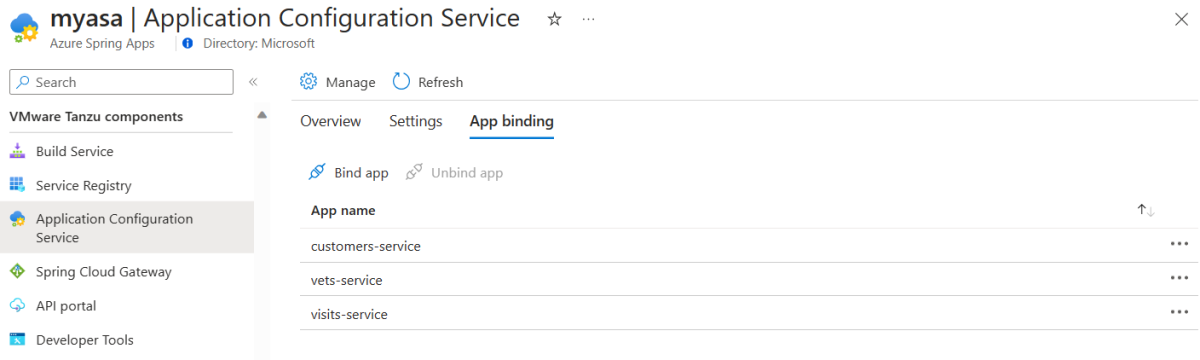 myasa | Application Configuration Service
Azure Spring Apps
Directory: Microsoft
Search
VMware Tanzu components
Build Service
Service Registry
Application Configuration
Service
Spring Cloud Gateway
API portal
Developer Tools
Manage
Refresh
Overview
Settings
App binding
Bind app
Unbind app
App name
customers-service
vets-service
visits-service